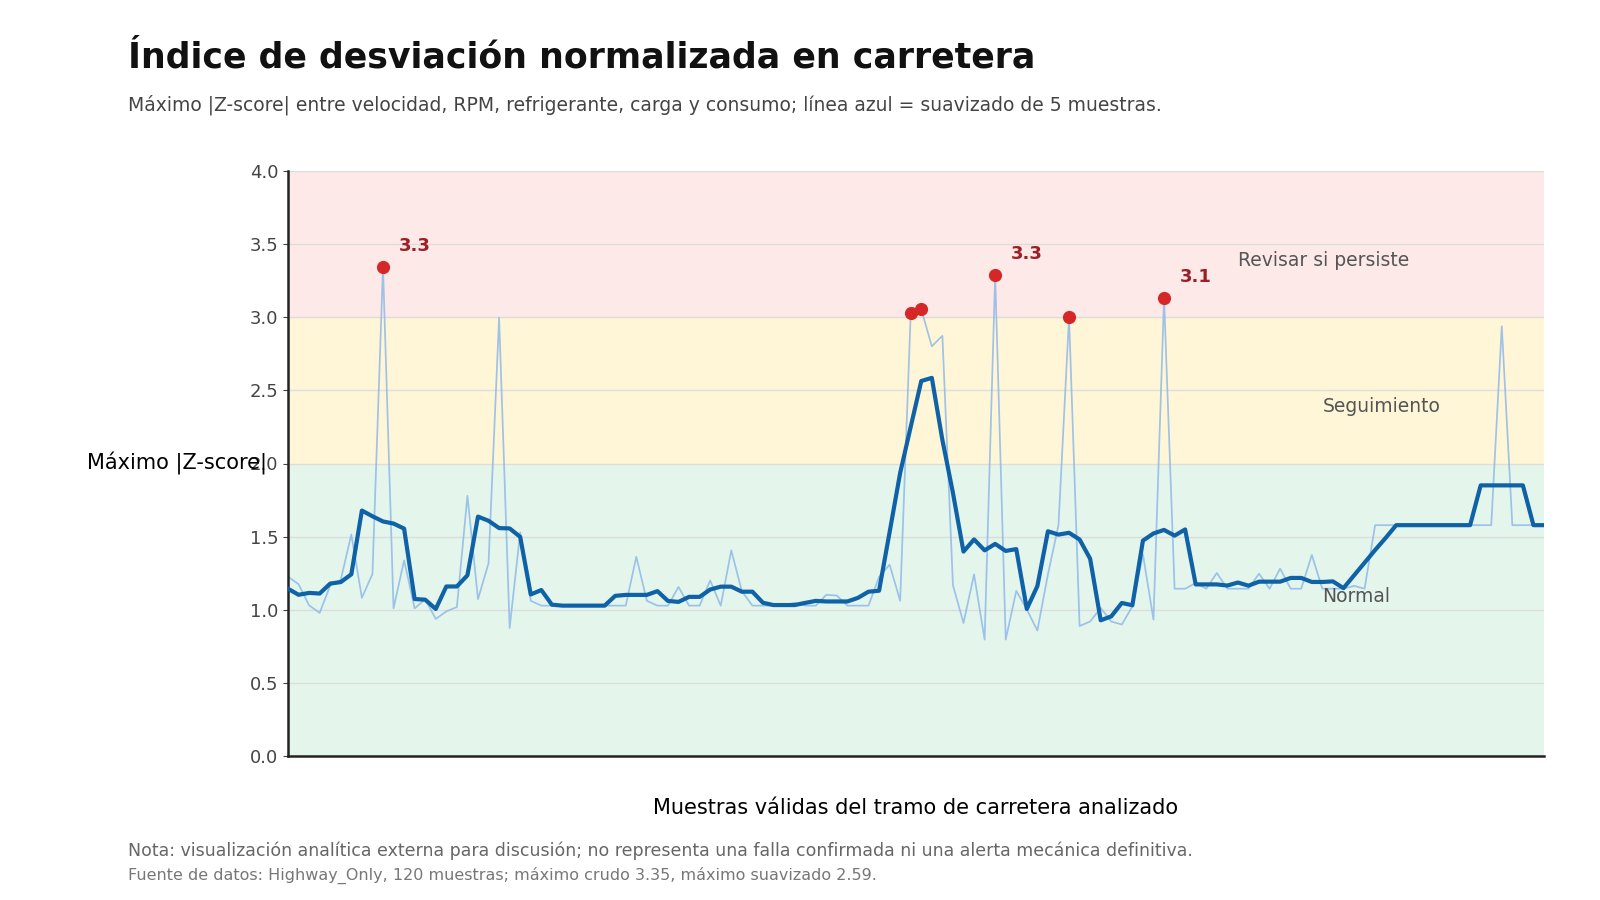 Índice de desviación normalizada en carretera
Máximo |Z-score| entre velocidad, RPM, refrigerante, carga y consumo; línea azul = suavizado de 5 muestras.
4.0
3.5
3.0
2.5
2.0
1.5
1.0
0.5
0.0
Máximo |Z-score|
3.3
3.3
3.1
Revisar si persiste
Seguimiento
Normal
Muestras válidas del tramo de carretera analizado
Nota: visualización analítica externa para discusión; no representa una falla confirmada ni una alerta mecánica definitiva.
Fuente de datos: Highway_Only, 120 muestras; máximo crudo 3.35, máximo suavizado 2.59.